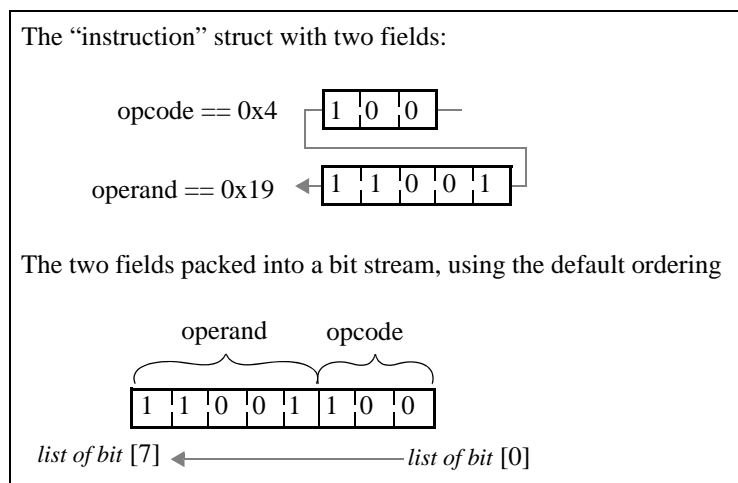 The “instruction” struct with two fields:
opcode == 0x4 1 0 0
operand == 0x19 1 1 0 0 1
The two fields packed into a bit stream, using the default ordering
operand opcode
1 1 0 0 1 1 0 0
list of bit [7] list of bit [0]